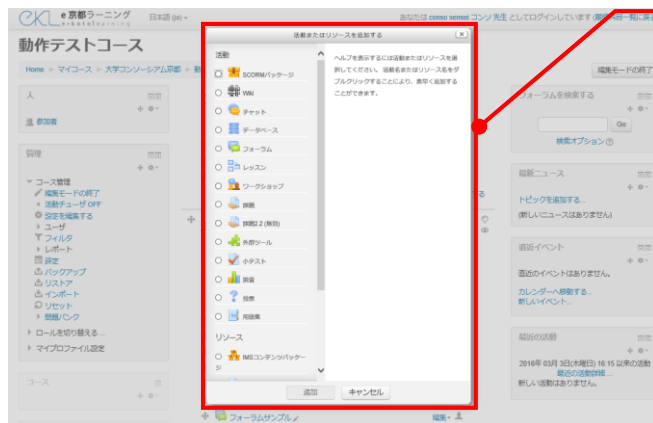 eKL e京都ラーニング
e-kyoto learning
日本語 (ja)
あなたは conso sensei コンソ 先生 としてログインしています
動作テストコース
Home ▶ マイコース ▶ 大学コンソーシアム京都 ▶
編集モードの終了
人
参加者
管理
コース管理
編集モードの終了
活動チューザ OFF
設定を編集する
ユーザ
フィルタ
レポート
設定
バックアップ
リストア
インポート
リセット
問題バンク
ロールを切り替える ...
マイプロファイル設定
コース
活動またはリソースを追加する
活動
SCORMパッケージ
Wiki
チャット
データベース
フォーラム
レッスン
ワークショップ
課題
課題2.2 (無効)
外部ツール
小テスト
調査
投票
用語集
リソース
IMSコンテンツパッケージ
ヘルプを表示するには活動またはリソースを選
択してください。活動名またはリソース名をダ
ブルクリックすることにより、素早く追加する
ことができます。
追加
キャンセル
フォーラムサンプル
編集
フォーラムを検索する
Go
検索オプション
最新ニュース
トピックを追加する...
(新しいニュースはありません)
直近イベント
直近のイベントはありません。
カレンダーへ移動する...
新しいイベント...
最近の活動
2016年 03月 3日(木曜日) 16:15 以来の活動
最近の活動詳細 ...
新しい活動はありません。